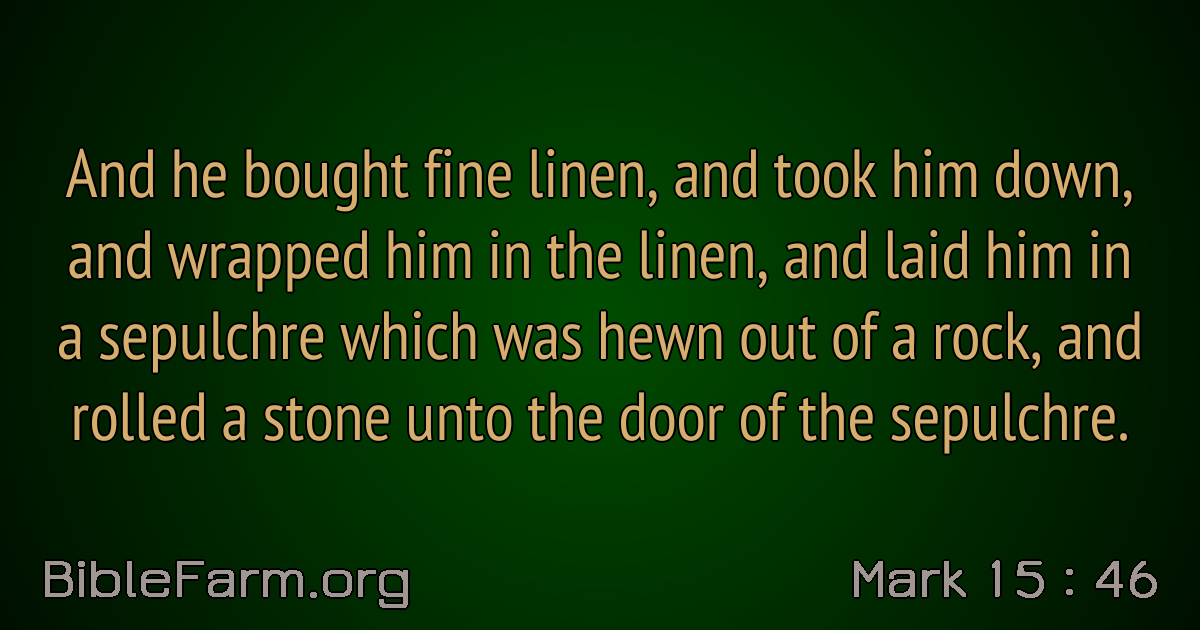 And he bought fine linen, and took him down,
and wrapped him in the linen, and laid him in
a sepulchre which was hewn out of a rock, and
rolled a stone unto the door of the sepulchre.
BibleFarm.org
Mark 15 : 46